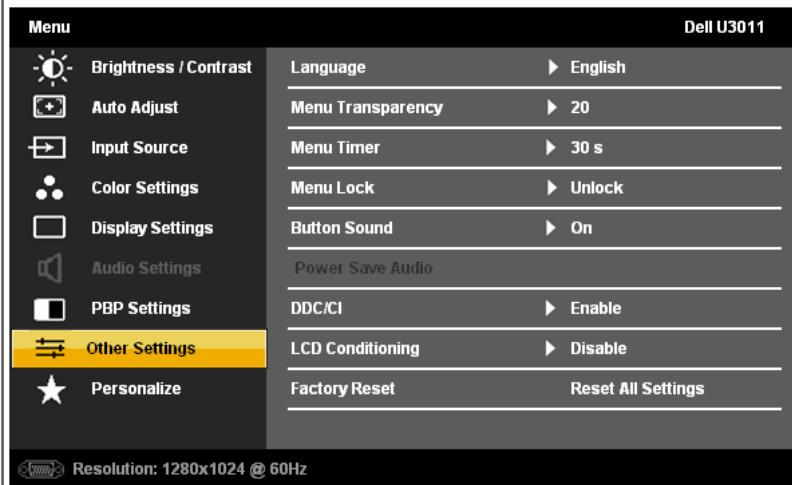 Menu Dell U3011
Brightness / Contrast Language English
Auto Adjust Menu Transparency 20
Input Source Menu Timer 30 s
Color Settings Menu Lock Unlock
Display Settings Button Sound On
Audio Settings Power Save Audio
PBP Settings DDC/CI Enable
Other Settings LCD Conditioning Disable
Personalize Factory Reset Reset All Settings
Resolution: 1280x1024 @ 60Hz